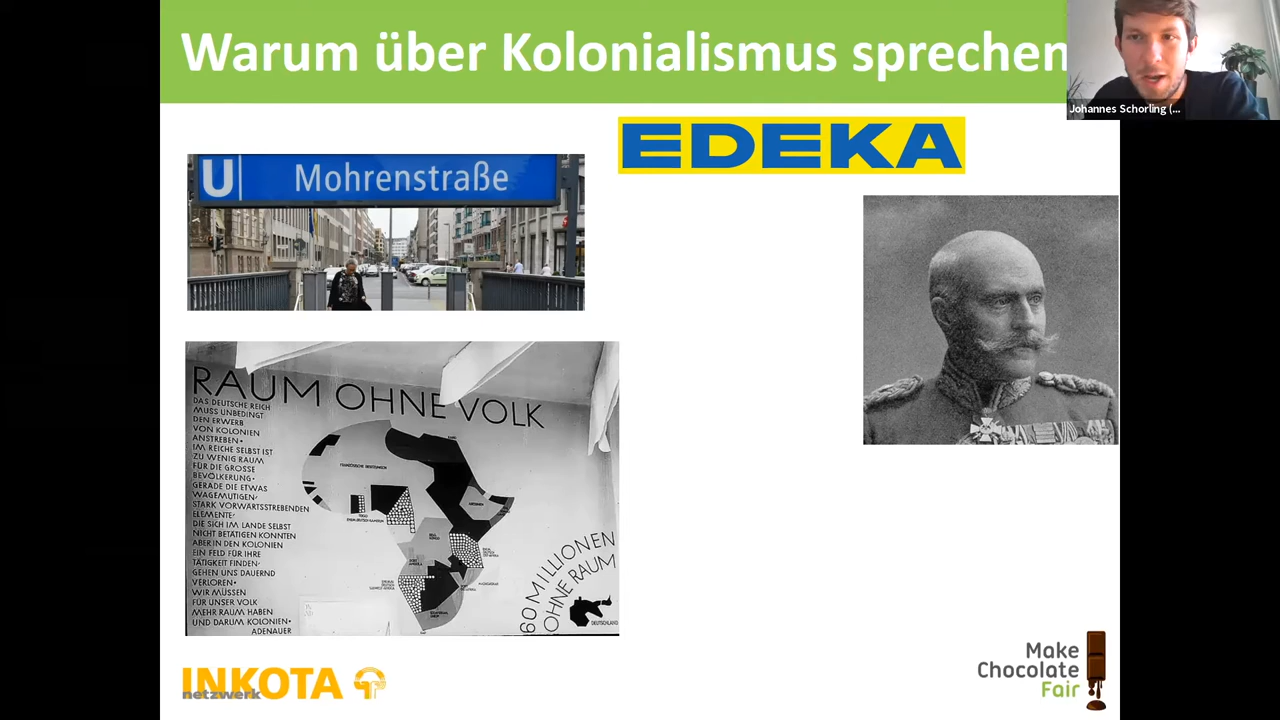 Warum über Kolonialismus sprechen
Johannes Schorling (...
EDEKA
U Mohrenstraße
RAUM OHNE VOLK
DAS DEUTSCHE REICH
MUSS UNBEDINGT
DEN ERWERB
VON KOLONIEN
ANSTREBEN•
IM REICHE SELBST IST
ZU WENIG RAUM
FÜR DIE GROSSE
BEVÖLKERUNG•
GERADE DIE ETWAS
WAGEMUTIGEN,
STARK VORWÄRTSSTREBENDEN
ELEMENTE,
DIE SICH IM LANDE SELBST
NICHT BETÄTIGEN KONNTEN
ABER IN DEN KOLONIEN
EIN FELD FÜR IHRE
TÄTIGKEIT FINDEN,
GEHEN UNS DAUERND
VERLOREN•
WIR MÜSSEN
FÜR UNSER VOLK
MEHR RAUM HABEN
UND DARUM KOLONIEN•
ADENAUER
FRANZÖSISCHE BESITZUNGEN
TOGO
60 MILLIONEN
OHNE RAUM
DEUTSCHLAND
INKOTA
netzwerk
Make
Chocolate
Fair